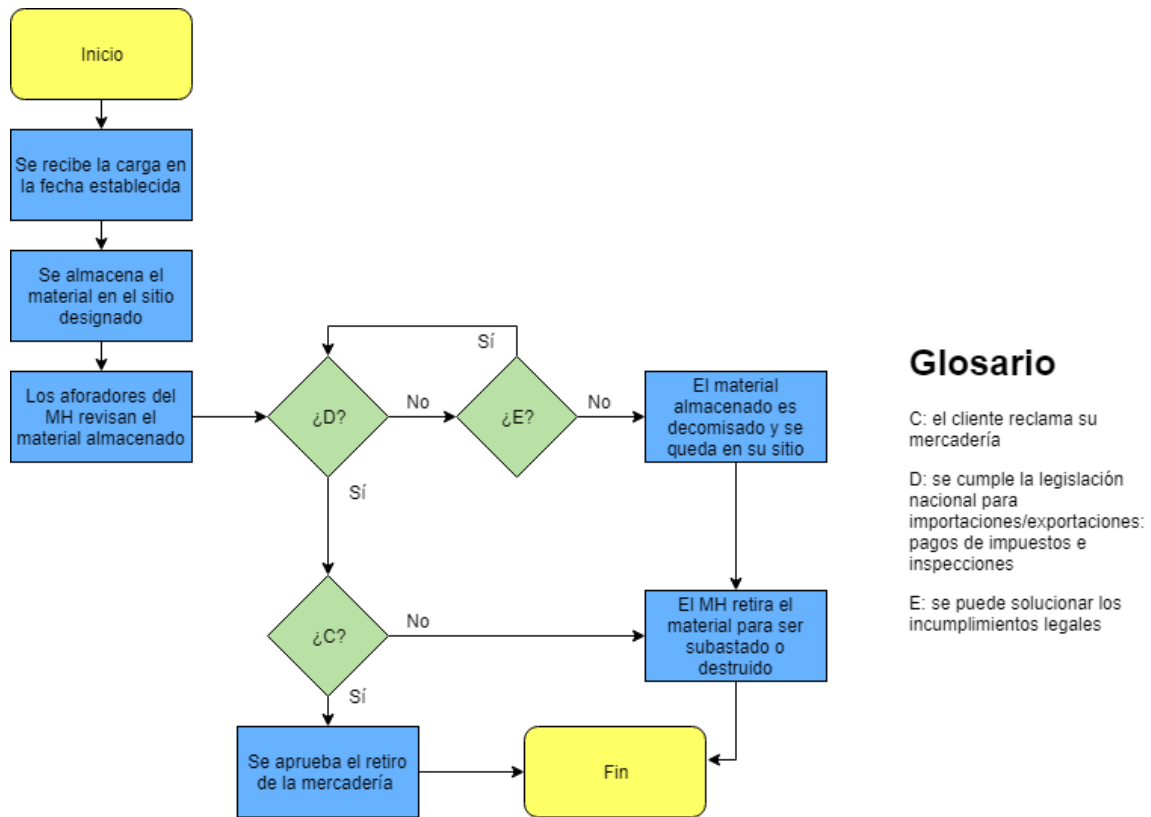 Inicio
Se recibe la carga en
la fecha establecida
Se almacena el
material en el sitio
designado
Los aforadores del
MH revisan el
material almacenado
¿D?
Sí
No
¿E?
Sí
No
El material
almacenado es
decomisado y se
queda en su sitio
¿C?
No
Sí
El MH retira el
material para ser
subastado o
destruido
Se aprueba el retiro
de la mercadería
Fin
Glosario
C: el cliente reclama su
mercadería
D: se cumple la legislación
nacional para
importaciones/exportaciones:
pagos de impuestos e
inspecciones
E: se puede solucionar los
incumplimientos legales